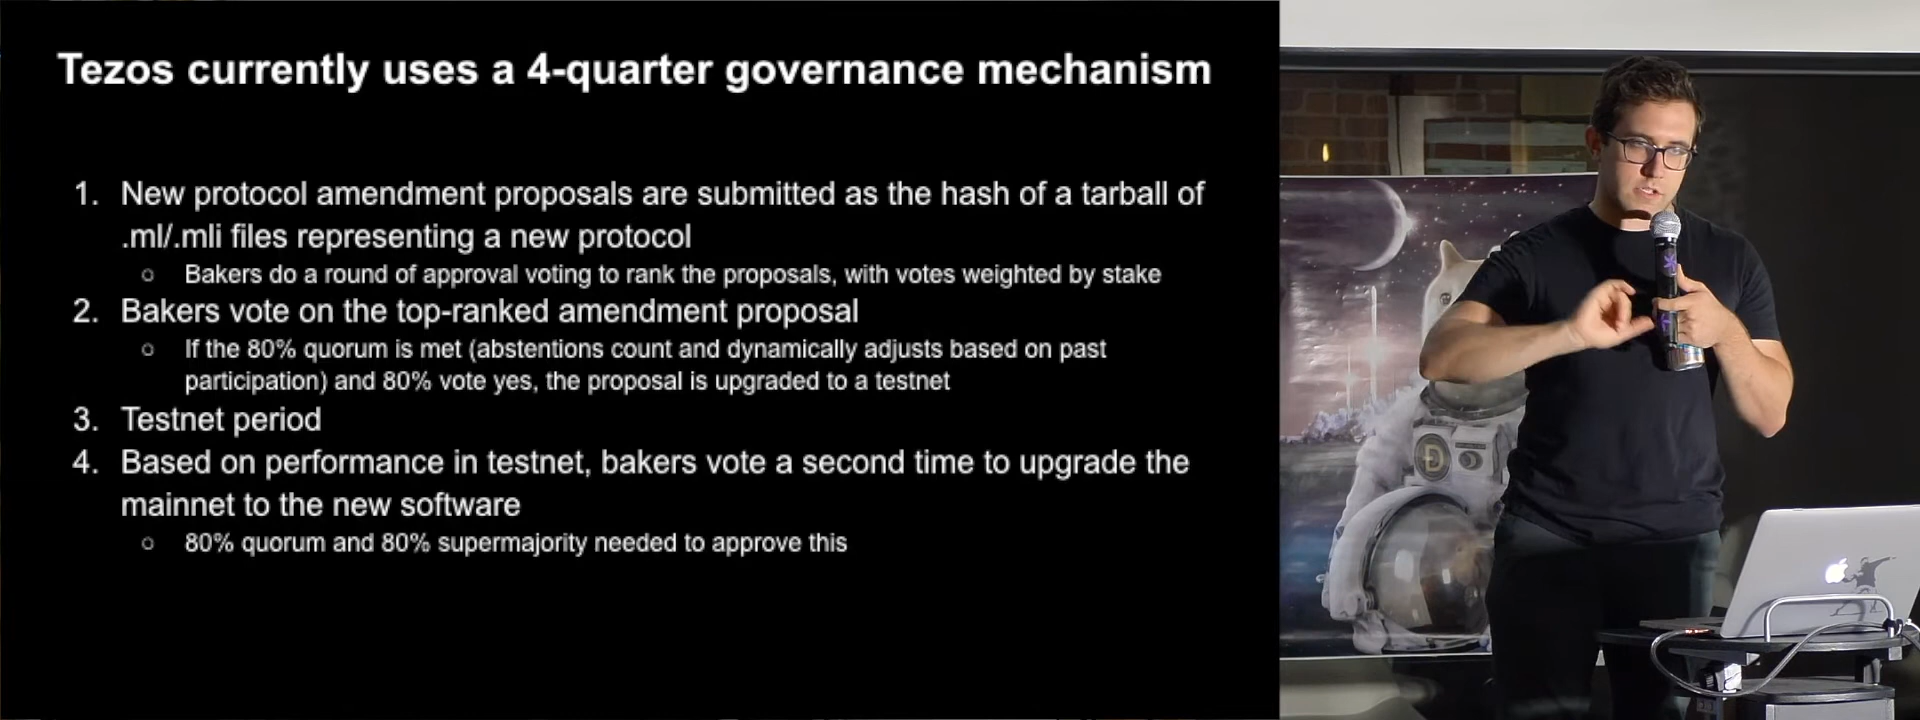 Tezos currently uses a 4-quarter governance mechanism
1. New protocol amendment proposals are submitted as the hash of a tarball of
.ml/.mli files representing a new protocol
○ Bakers do a round of approval voting to rank the proposals, with votes weighted by stake
2. Bakers vote on the top-ranked amendment proposal
○ If the 80% quorum is met (abstentions count and dynamically adjusts based on past
participation) and 80% vote yes, the proposal is upgraded to a testnet
3. Testnet period
4. Based on performance in testnet, bakers vote a second time to upgrade the
mainnet to the new software
○ 80% quorum and 80% supermajority needed to approve this